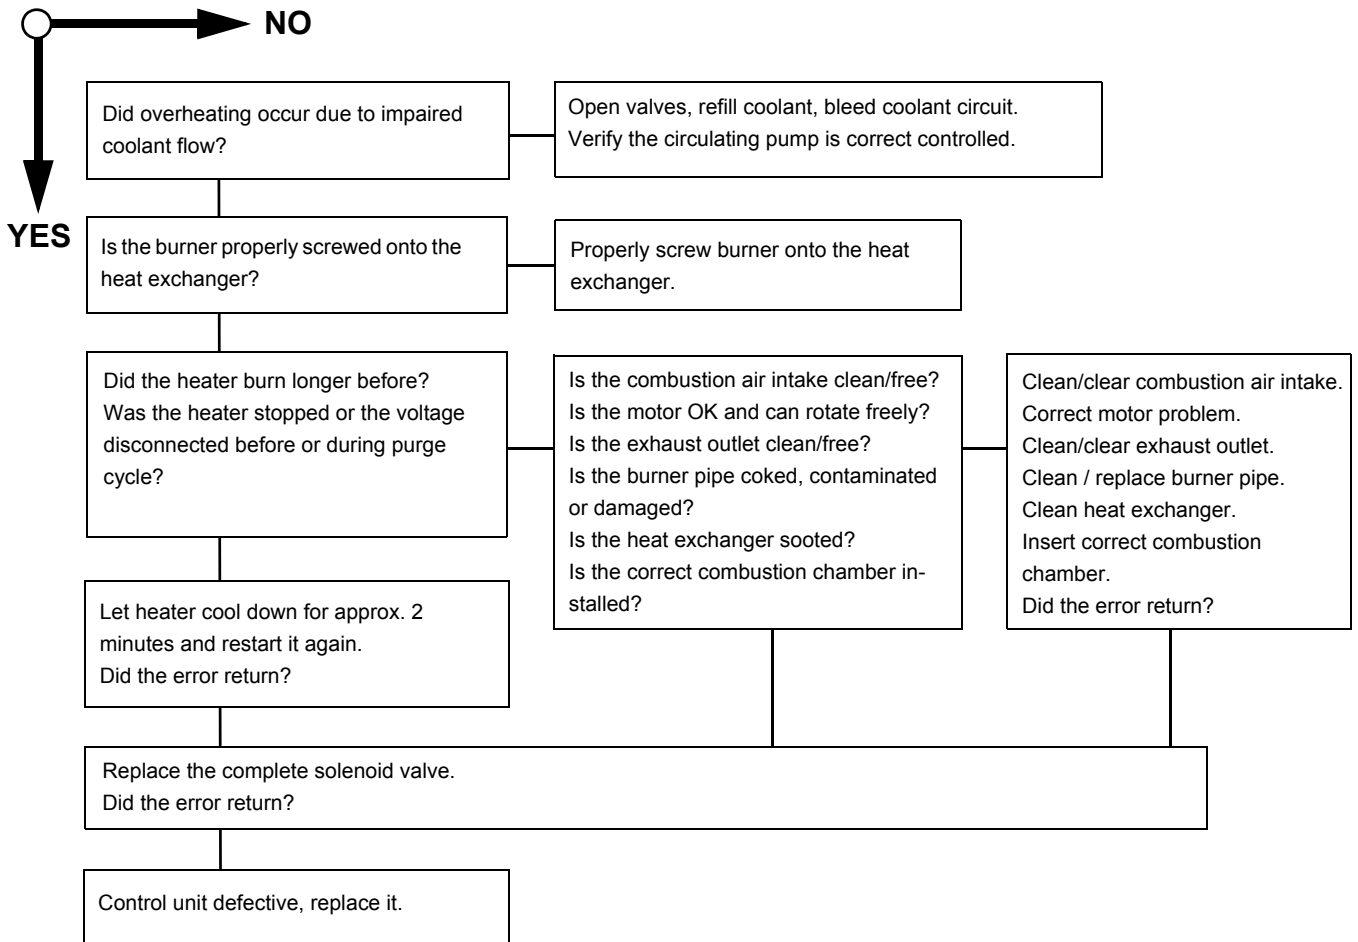 NO
YES
Did overheating occur due to impaired
coolant flow?
Open valves, refill coolant, bleed coolant circuit.
Verify the circulating pump is correct controlled.
Is the burner properly screwed onto the
heat exchanger?
Properly screw burner onto the heat
exchanger.
Did the heater burn longer before?
Was the heater stopped or the voltage
disconnected before or during purge
cycle?
Is the combustion air intake clean/free?
Is the motor OK and can rotate freely?
Is the exhaust outlet clean/free?
Is the burner pipe coked, contaminated
or damaged?
Is the heat exchanger sooted?
Is the correct combustion chamber in-
stalled?
Clean/clear combustion air intake.
Correct motor problem.
Clean/clear exhaust outlet.
Clean / replace burner pipe.
Clean heat exchanger.
Insert correct combustion
chamber.
Did the error return?
Let heater cool down for approx. 2
minutes and restart it again.
Did the error return?
Replace the complete solenoid valve.
Did the error return?
Control unit defective, replace it.